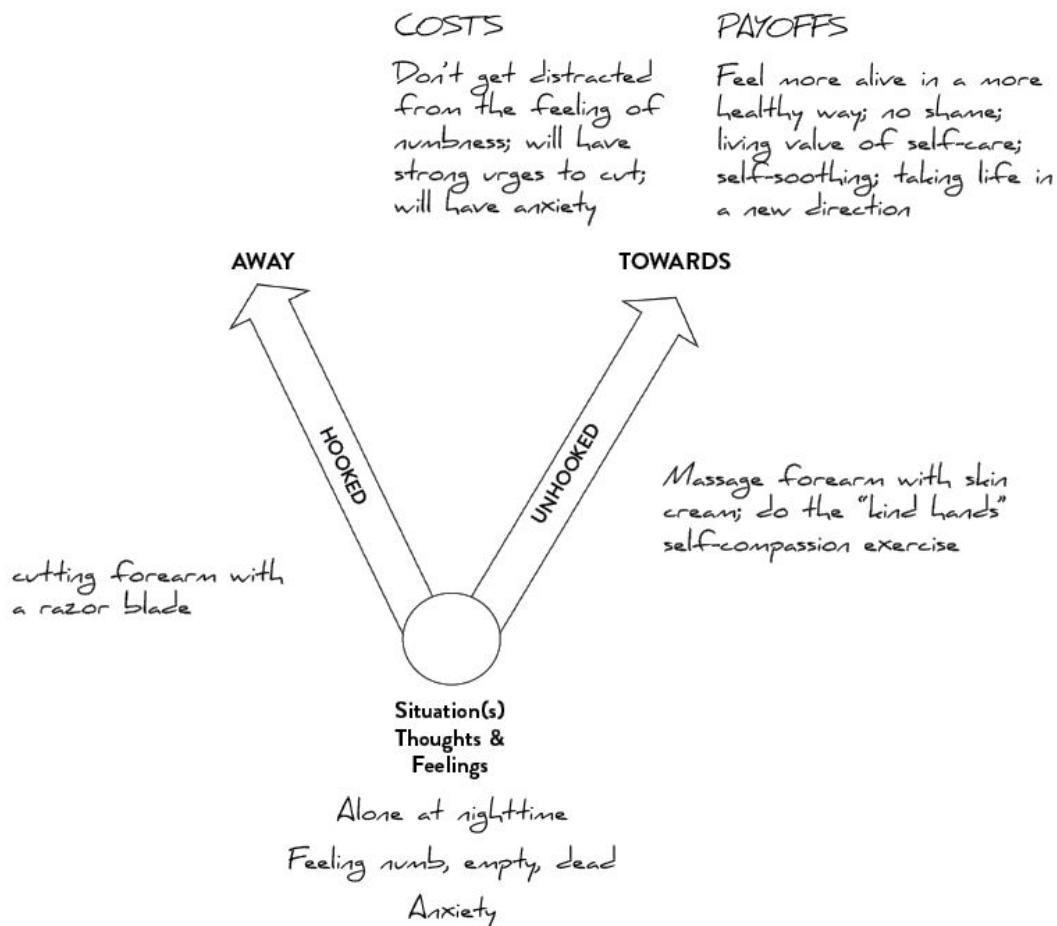 COSTS
Don't get distracted
from the feeling of
numbness; will have
strong urges to cut;
will have anxiety
PAYOFFS
Feel more alive in a more
healthy way; no shame;
living value of self-care;
self-soothing; taking life in
a new direction
AWAY
TOWARDS
HOOKED
UNHOOKED
Massage forearm with skin
cream; do the "kind hands"
self-compassion exercise
cutting forearm with
a razor blade
Situation(s)
Thoughts &
Feelings
Alone at nighttime
Feeling numb, empty, dead
Anxiety